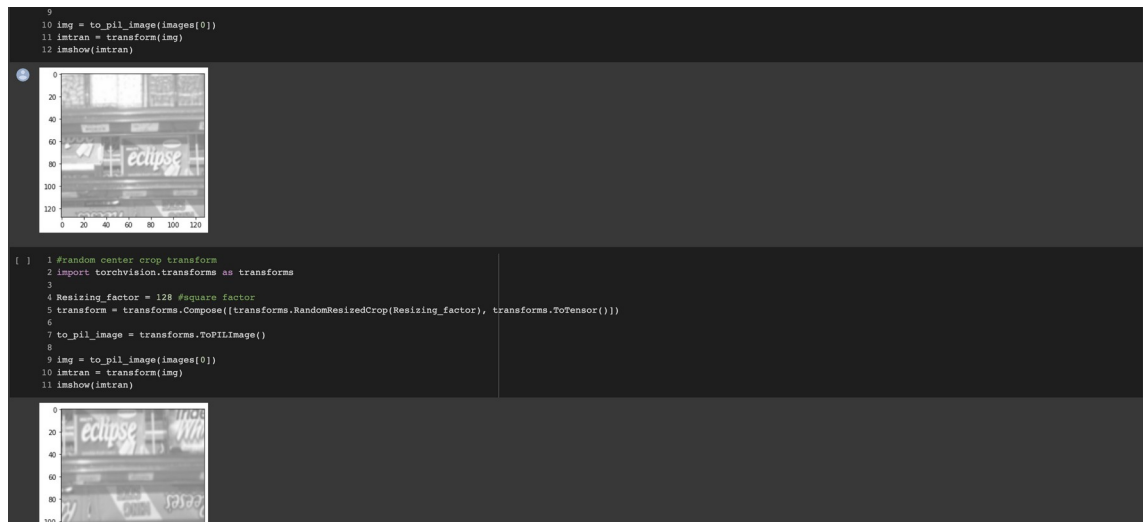 9
10 img = to_pil_image(images[0])
11 imtran = transform(img)
12 imshow(imtran)
0
20
40
60
80
100
120
eclipse
0 20 40 60 80 100 120
[ ] 1 #random center crop transform
2 import torchvision.transforms as transforms
3
4 Resizing_factor = 128 #square factor
5 transform = transforms.Compose([transforms.RandomResizedCrop(Resizing_factor), transforms.ToTensor()])
6
7 to_pil_image = transforms.ToPILImage()
8
9 img = to_pil_image(images[0])
10 imtran = transform(img)
11 imshow(imtran)
0
20
40
60
80
100
eclipse